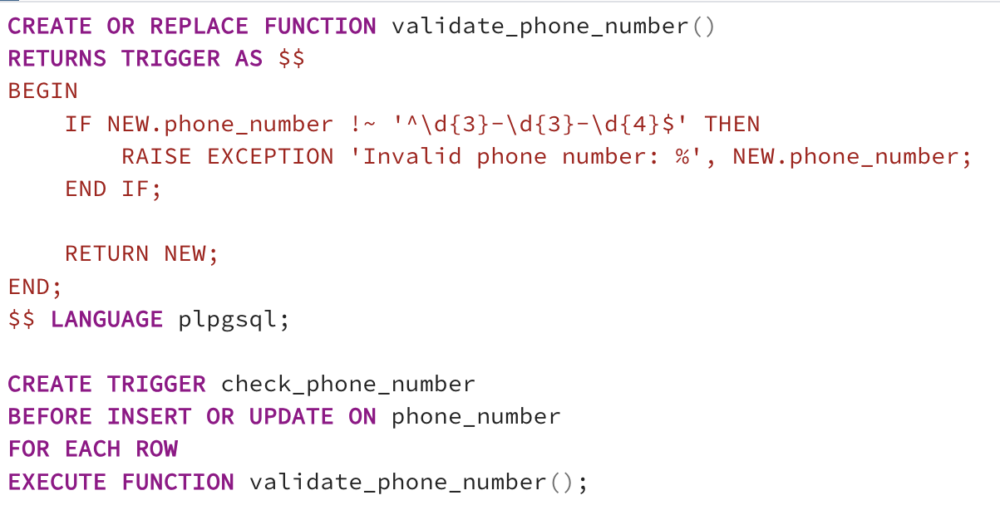 CREATE OR REPLACE FUNCTION validate_phone_number()
RETURNS TRIGGER AS $$
BEGIN
    IF NEW.phone_number !~ '^\d{3}-\d{3}-\d{4}$' THEN
        RAISE EXCEPTION 'Invalid phone number: %', NEW.phone_number;
    END IF;

    RETURN NEW;
END;
$$ LANGUAGE plpgsql;

CREATE TRIGGER check_phone_number
BEFORE INSERT OR UPDATE ON phone_number
FOR EACH ROW
EXECUTE FUNCTION validate_phone_number();